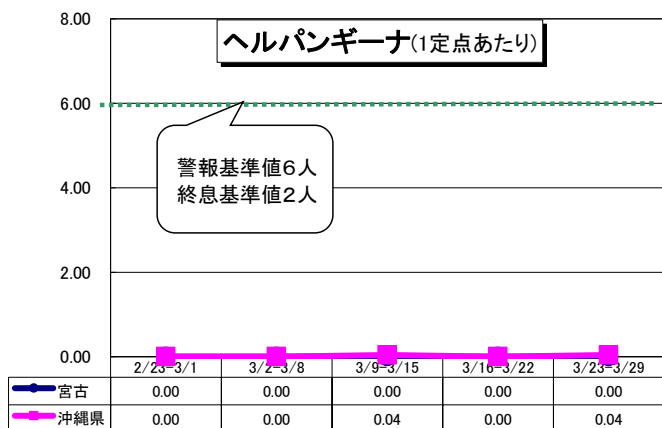 8.00
ヘルパンギーナ(1定点あたり)
6.00
警報基準値6人
終息基準値2人
4.00
2.00
0.00
2/23-3/1 3/2-3/8 3/9-3/15 3/16-3/22 3/23-3/29
宮古 0.00 0.00 0.00 0.00 0.00
沖縄県 0.00 0.00 0.04 0.00 0.04